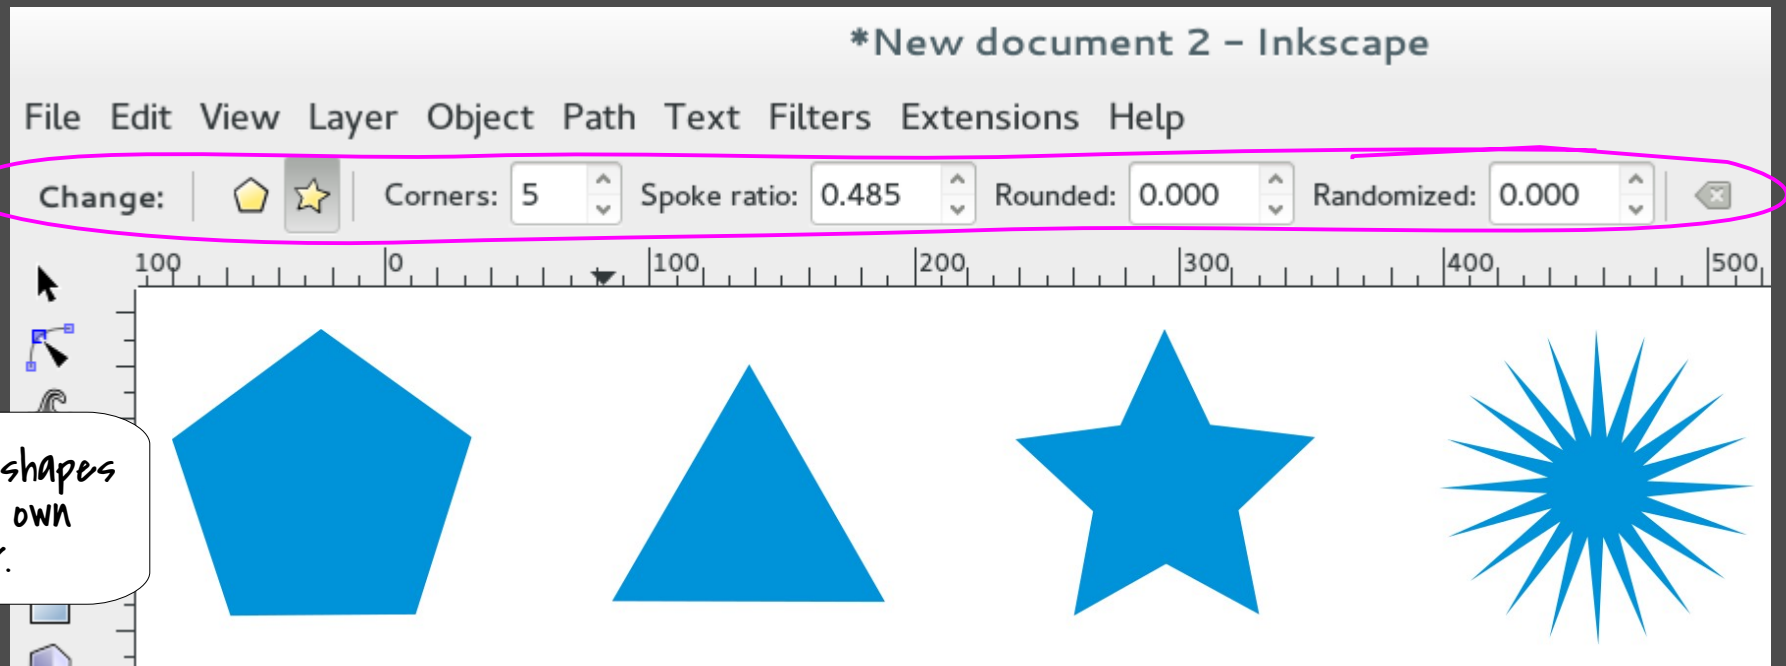 *New document 2 - Inkscape
File Edit View Layer Object Path Text Filters Extensions Help
Change: Corners: 5 Spoke ratio: 0.485 Rounded: 0.000 Randomized: 0.000
100 0 100 200 300 400 500
shapes
own